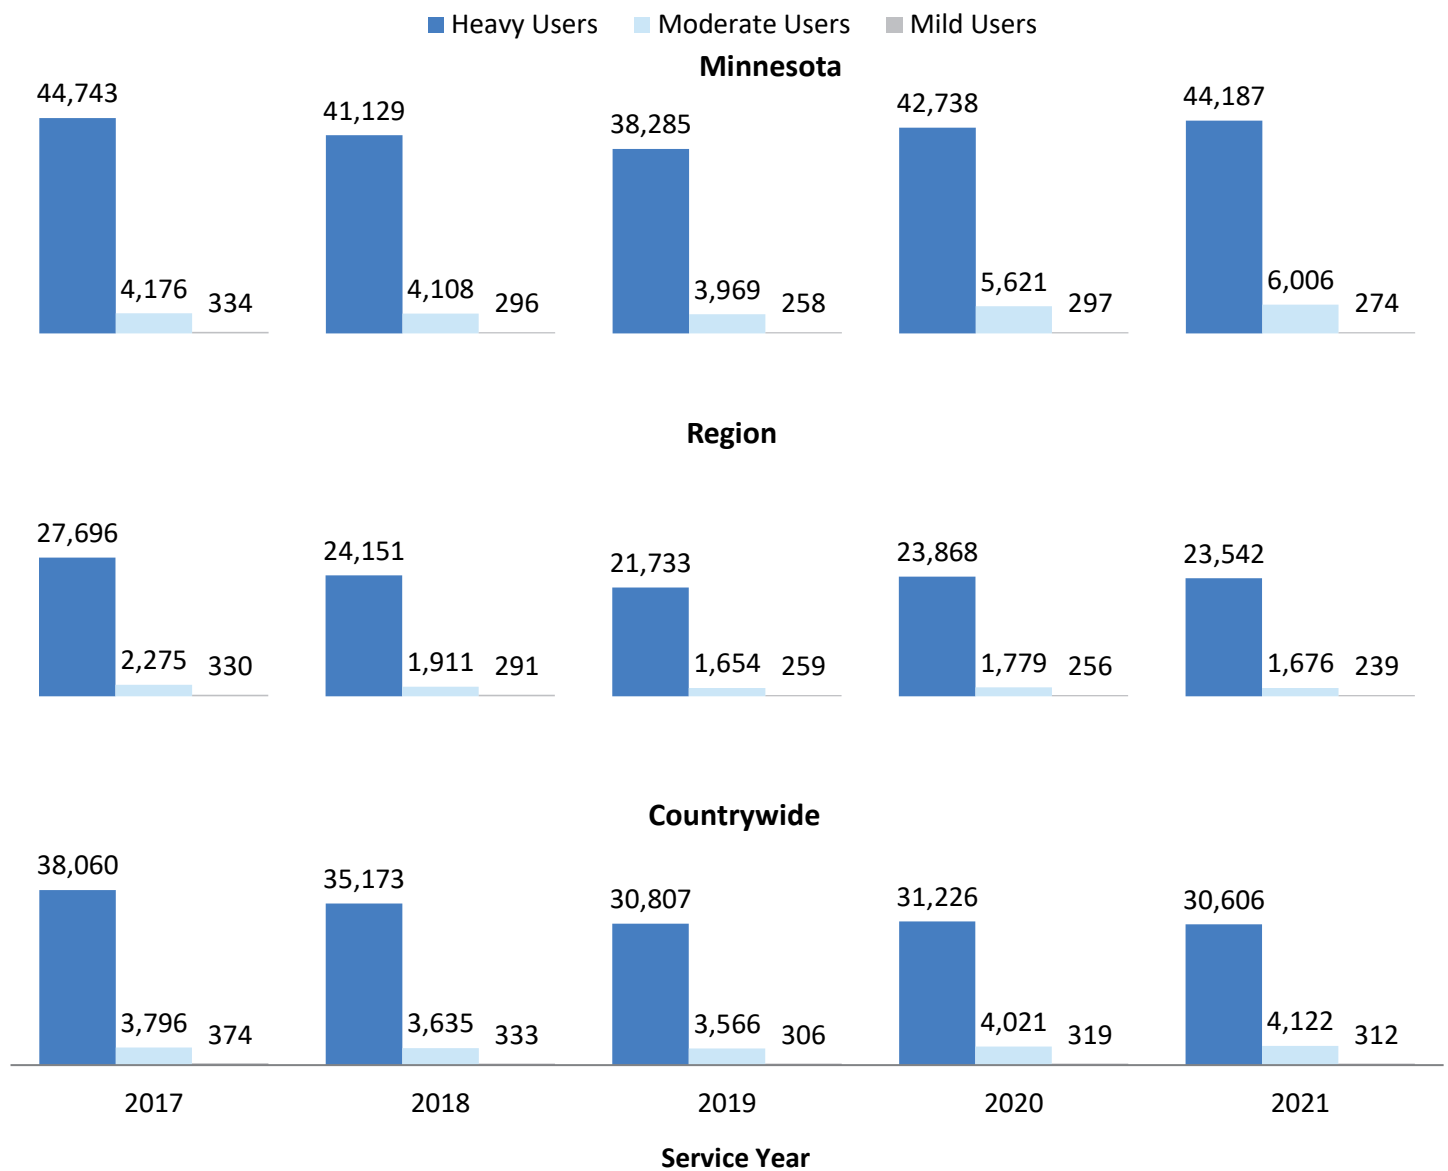 Heavy Users Moderate Users Mild Users
Minnesota
44,743 41,129 38,285 42,738 44,187
4,176 334 4,108 296 3,969 258 5,621 297 6,006 274
Region
27,696 24,151 21,733 23,868 23,542
2,275 330 1,911 291 1,654 259 1,779 256 1,676 239
Countrywide
38,060 35,173 30,807 31,226 30,606
3,796 374 3,635 333 3,566 306 4,021 319 4,122 312
2017 2018 2019 2020 2021
Service Year